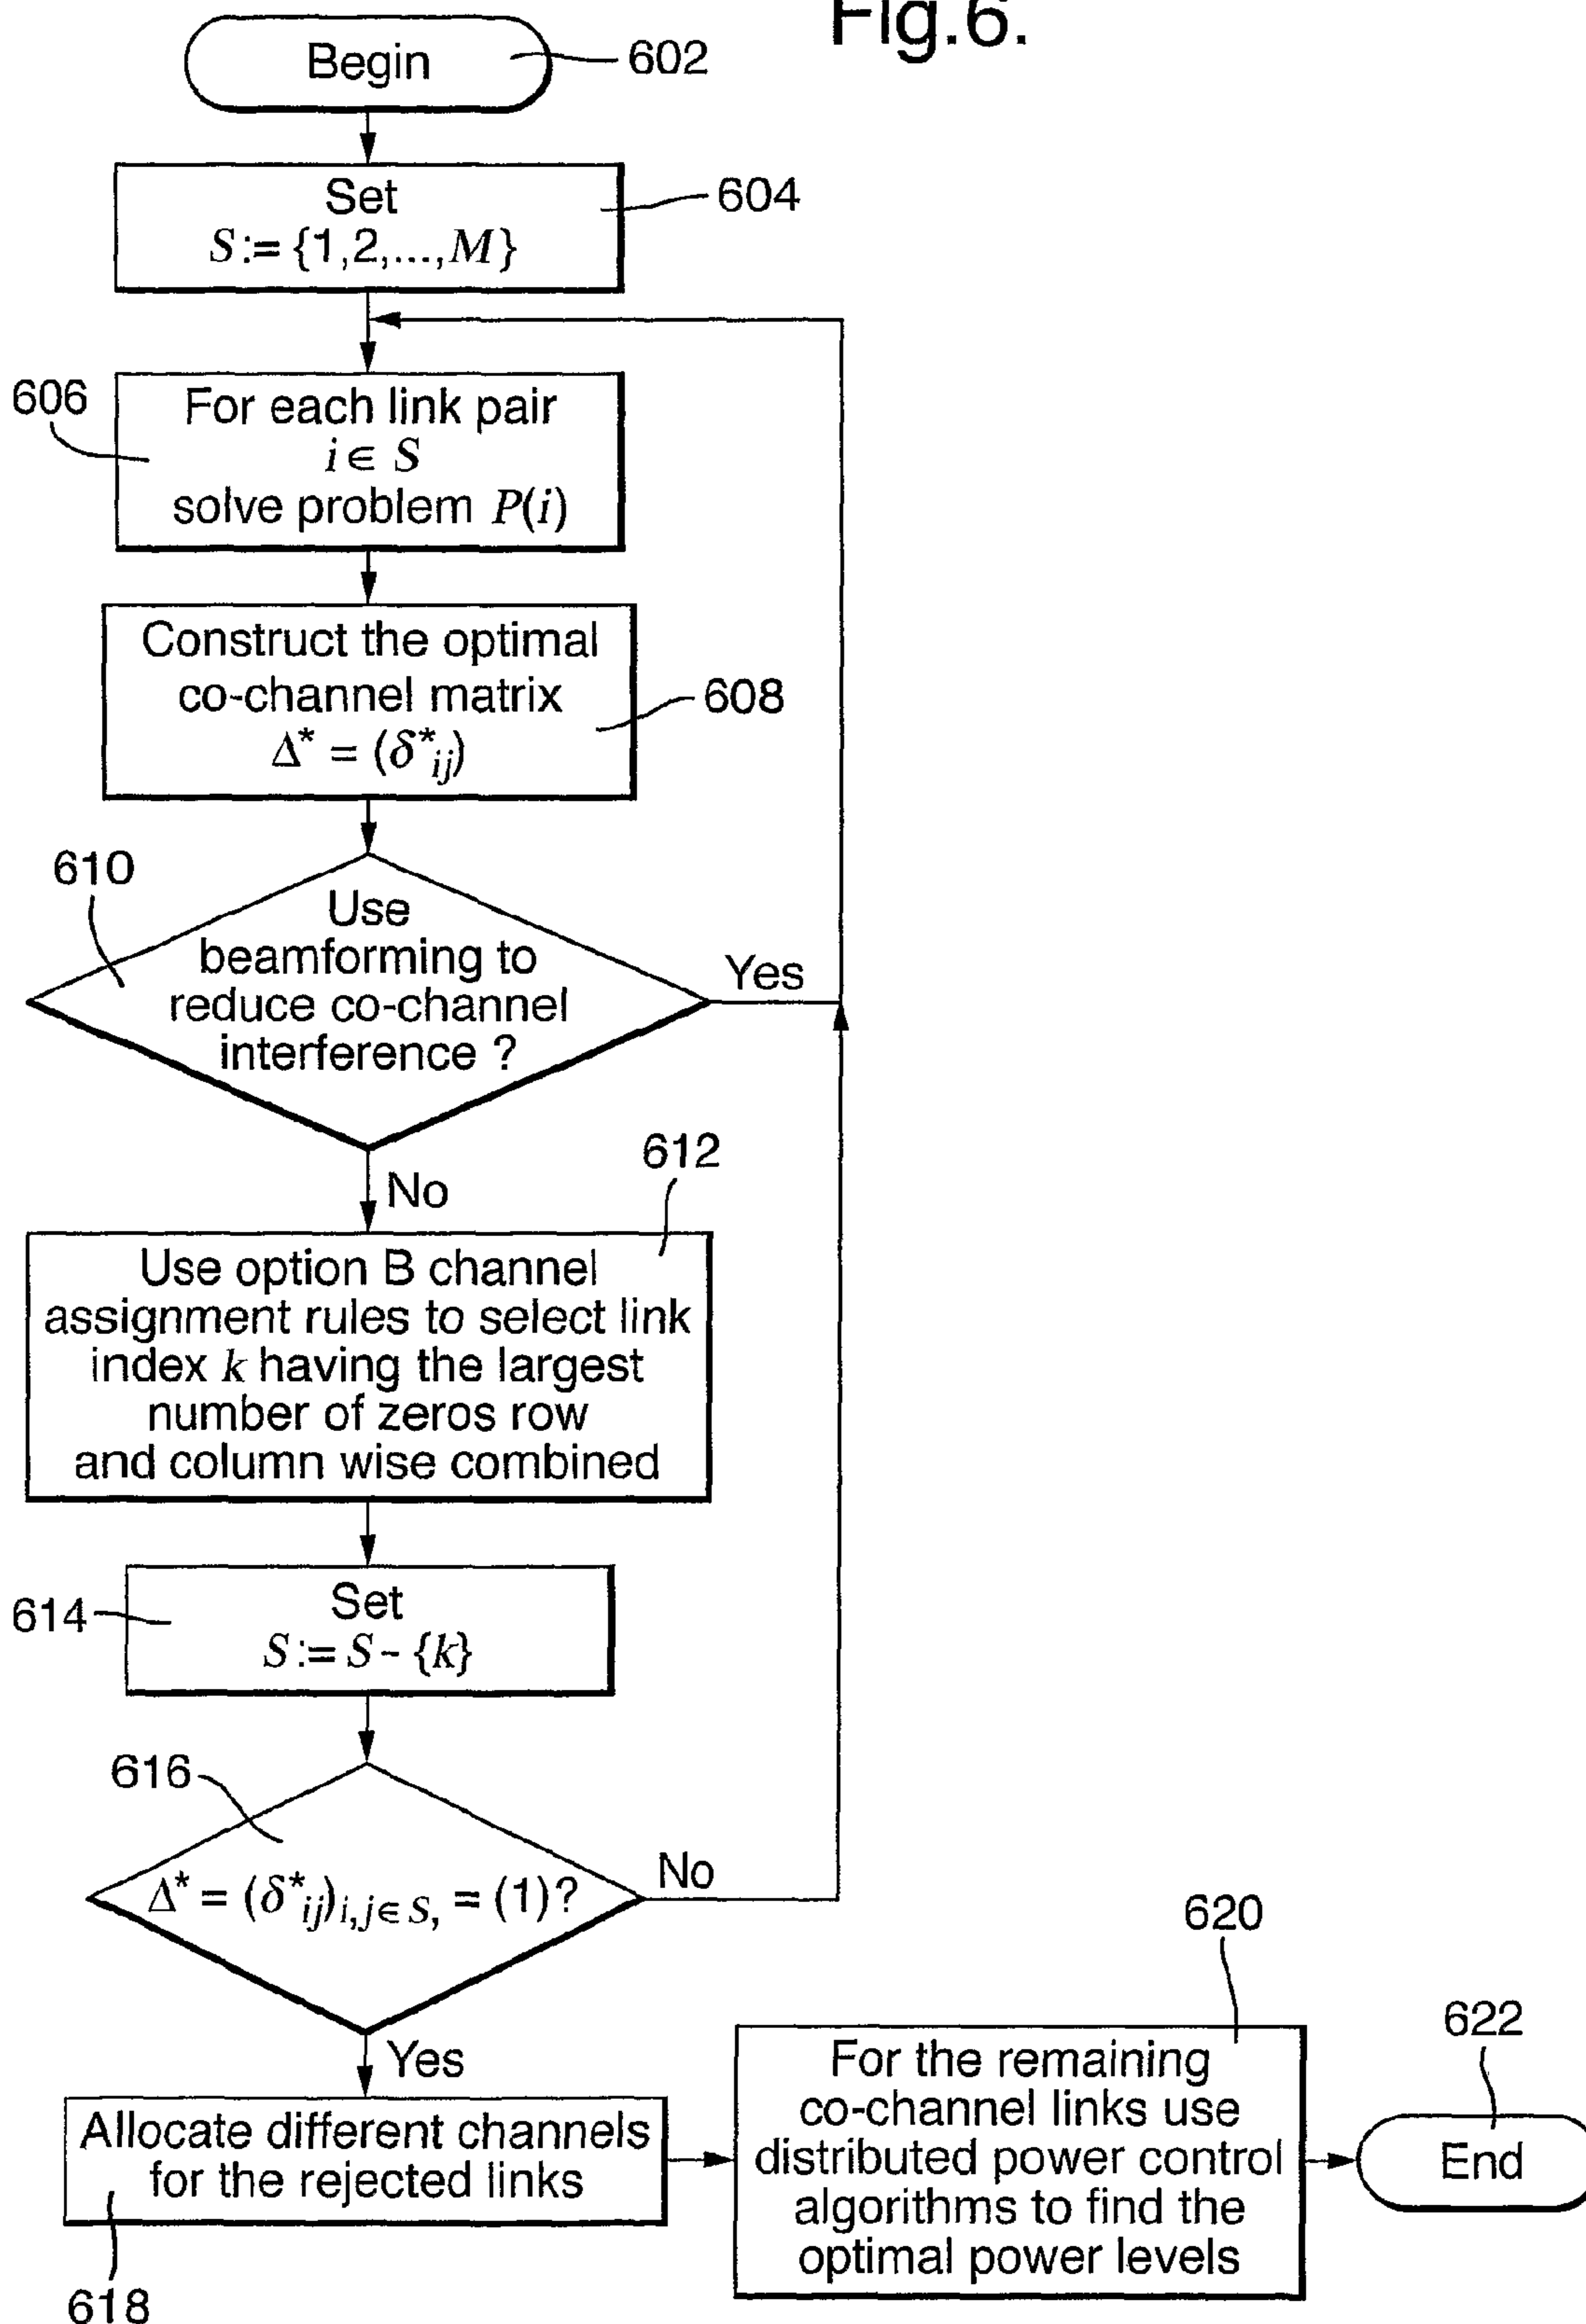 Fig.6.
Begin
602
Set
S := {1,2,...,M}
604
606
For each link pair
i ∈ S
solve problem P(i)
Construct the optimal
co-channel matrix
Δ* = (δ*ij)
608
610
Use
beamforming to
reduce co-channel
interference ?
Yes
No
612
Use option B channel
assignment rules to select link
index k having the largest
number of zeros row
and column wise combined
614
Set
S := S - {k}
616
Δ* = (δ*ij)i,j∈S, = (1)?
No
Yes
Allocate different channels
for the rejected links
618
620
For the remaining
co-channel links use
distributed power control
algorithms to find the
optimal power levels
622
End